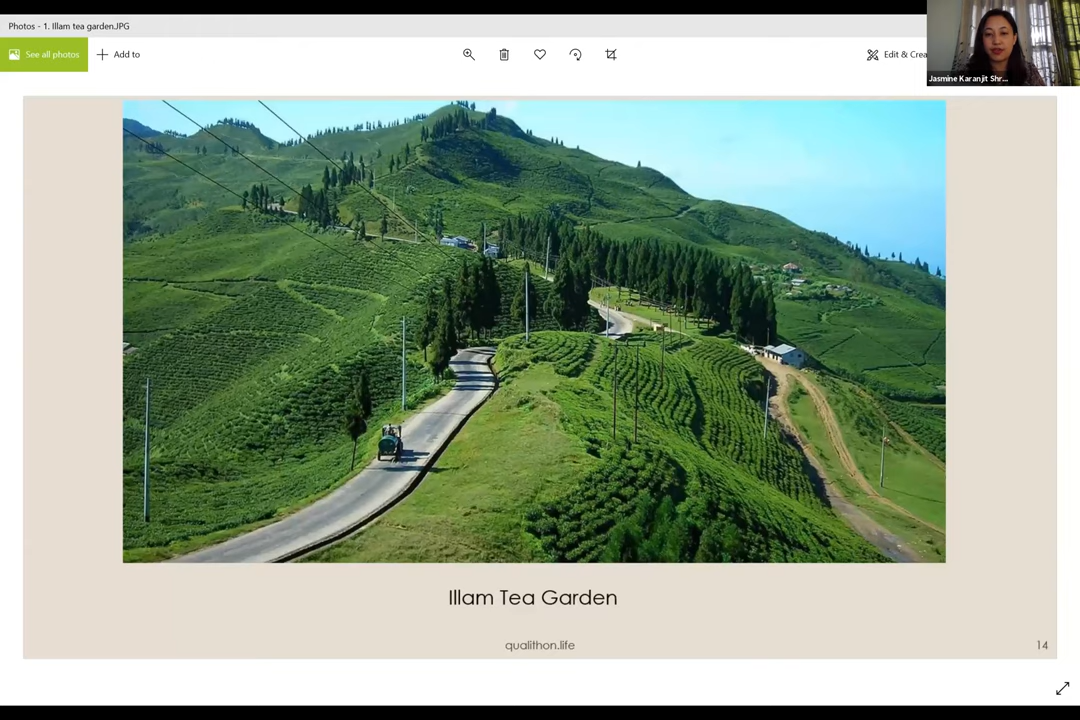 Photos - 1. Illam tea garden.JPG
See all photos
Add to
Edit & Crea
Jasmine Karanjit Shr...
Illam Tea Garden
qualithon.life
14